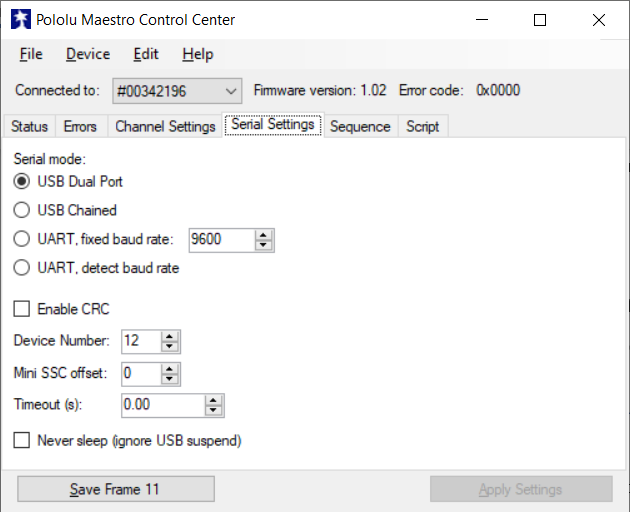 Pololu Maestro Control Center
File Device Edit Help
Connected to: #00342196 Firmware version: 1.02 Error code: 0x0000
Status Errors Channel Settings Serial Settings Sequence Script
Serial mode:
USB Dual Port
USB Chained
UART, fixed baud rate: 9600
UART, detect baud rate
Enable CRC
Device Number: 12
Mini SSC offset: 0
Timeout (s): 0.00
Never sleep (ignore USB suspend)
Save Frame 11 Apply Settings